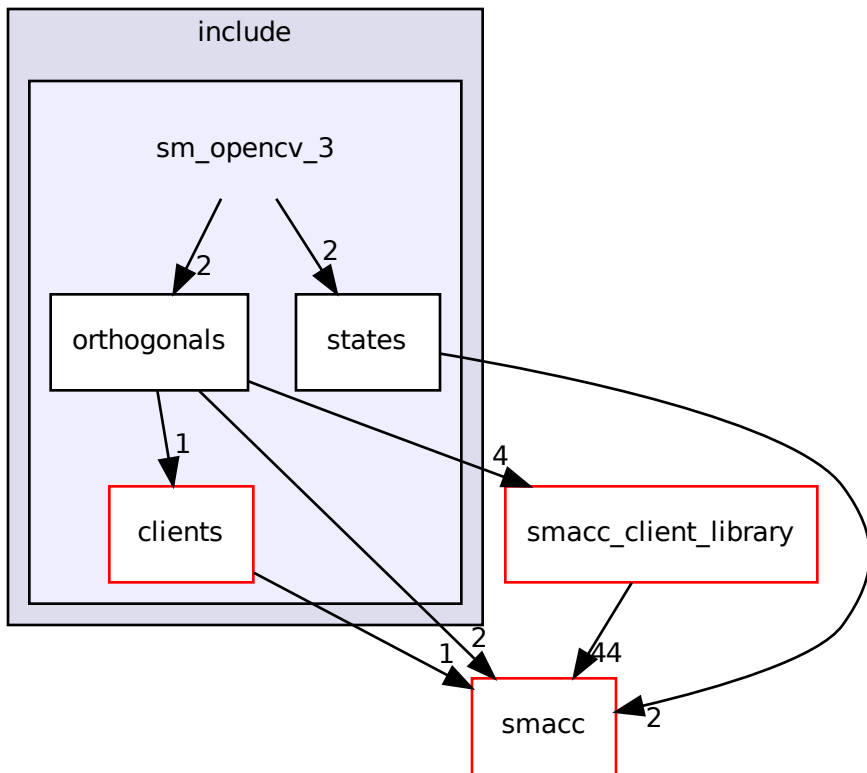 include
sm_opencv_3
2
2
orthogonals
states
1
4
clients
smacc_client_library
1
2
44
2
smacc